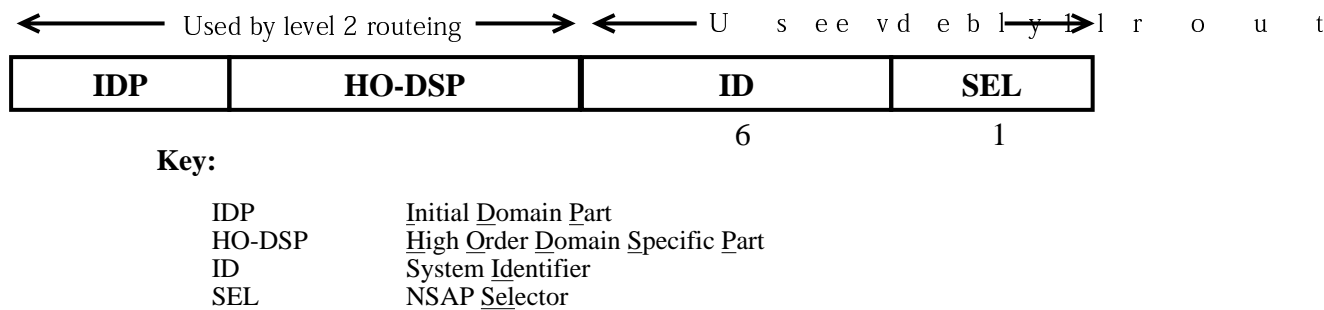 Used by level 2 routeing
IDP HO-DSP ID SEL
6 1
Key:
IDP Initial Domain Part
HO-DSP High Order Domain Specific Part
ID System Identifier
SEL NSAP Selector